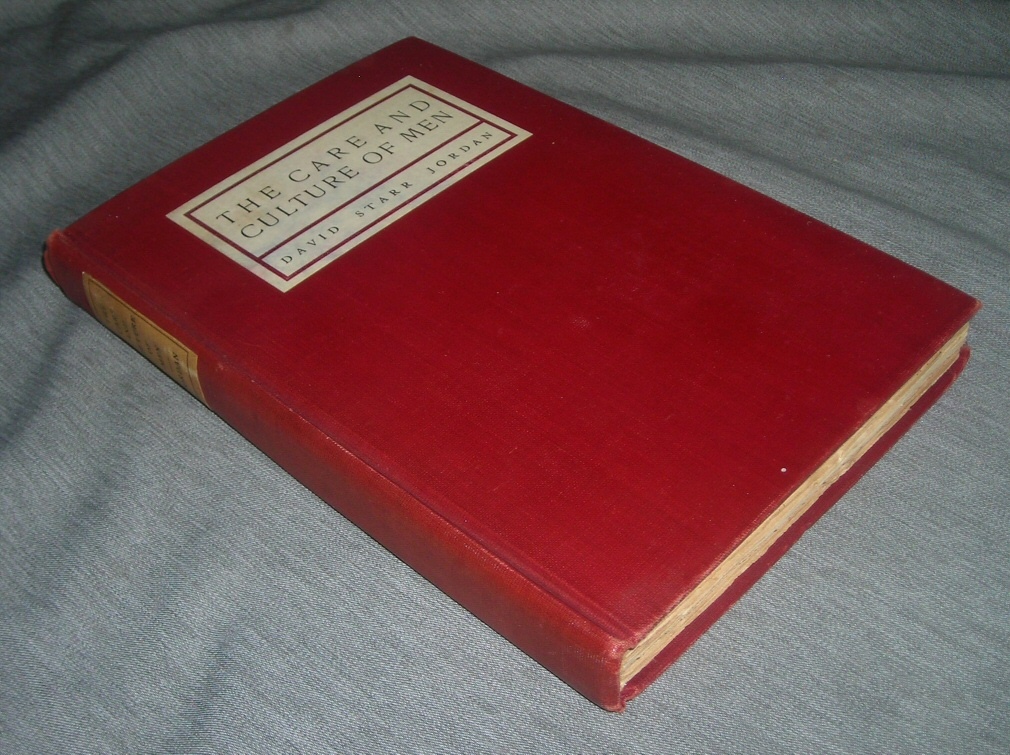 THE CARE AND
CULTURE OF MEN
DAVID STARR JORDAN